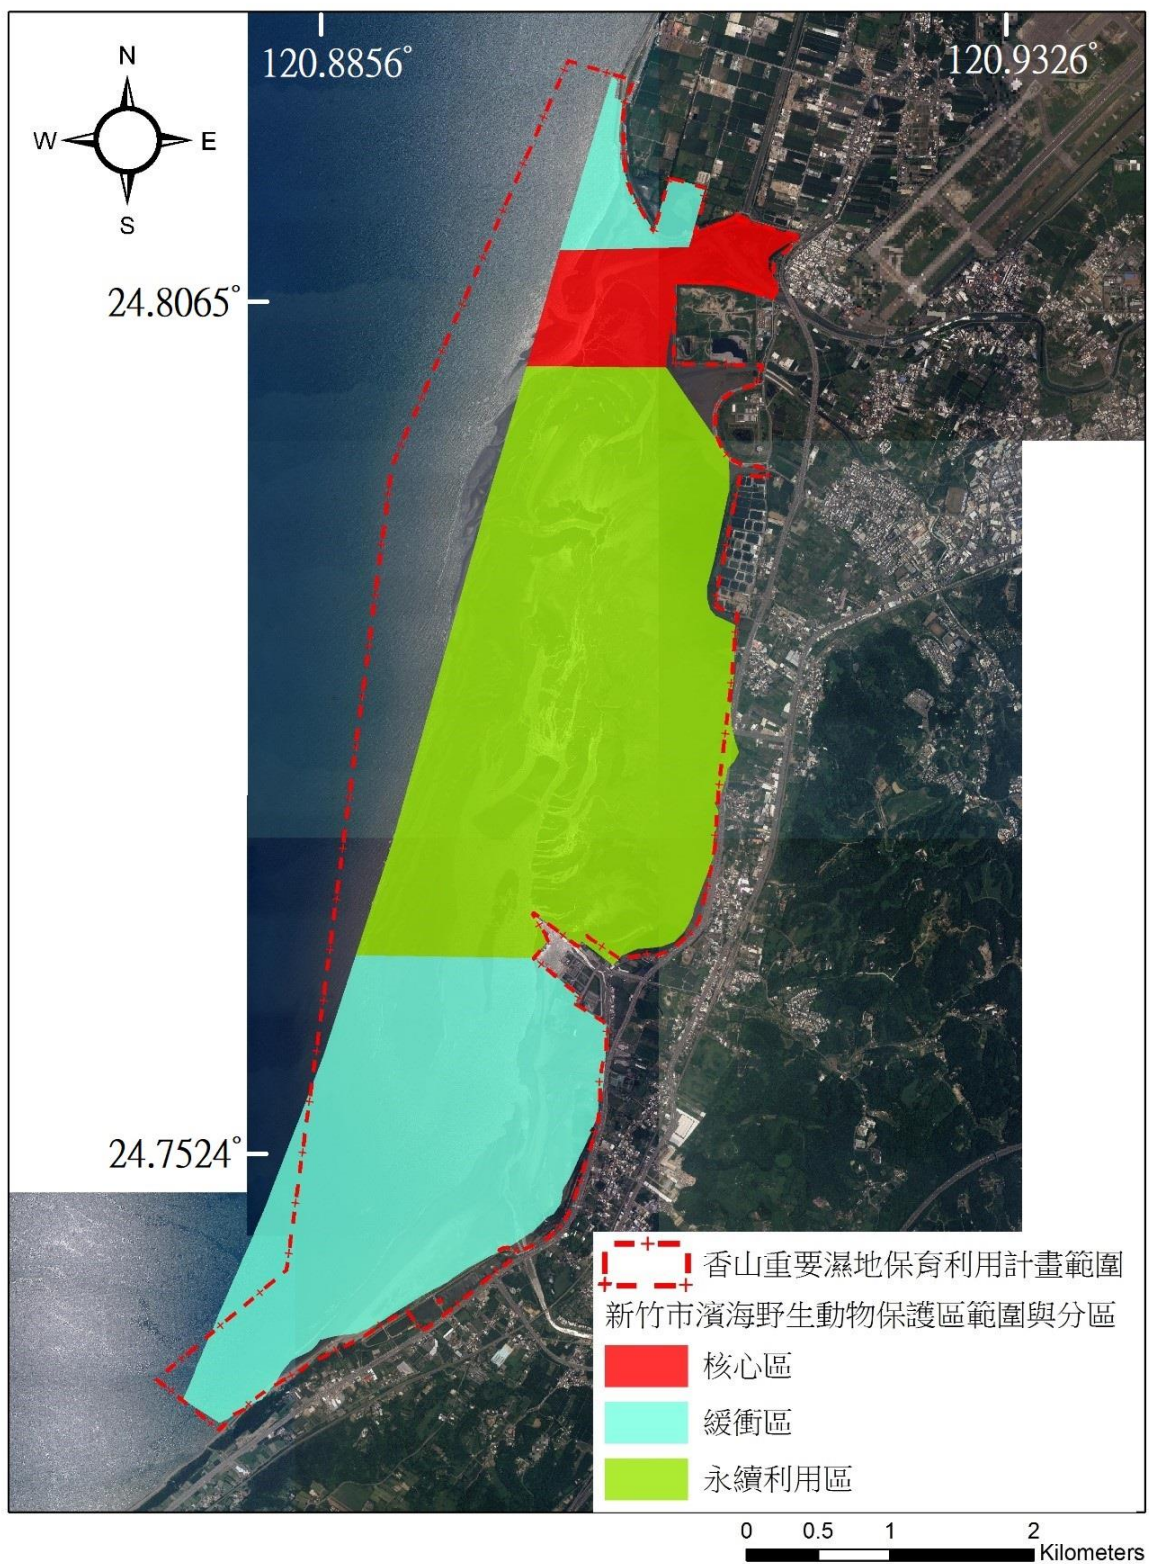 N
120.8856°
120.9326°
W
E
S
24.8065°
24.7524°
香山重要濕地保育利用計畫範圍
新竹市濱海野生動物保護區範圍與分區
核心區
緩衝區
永續利用區
0 0.5 1 2
Kilometers